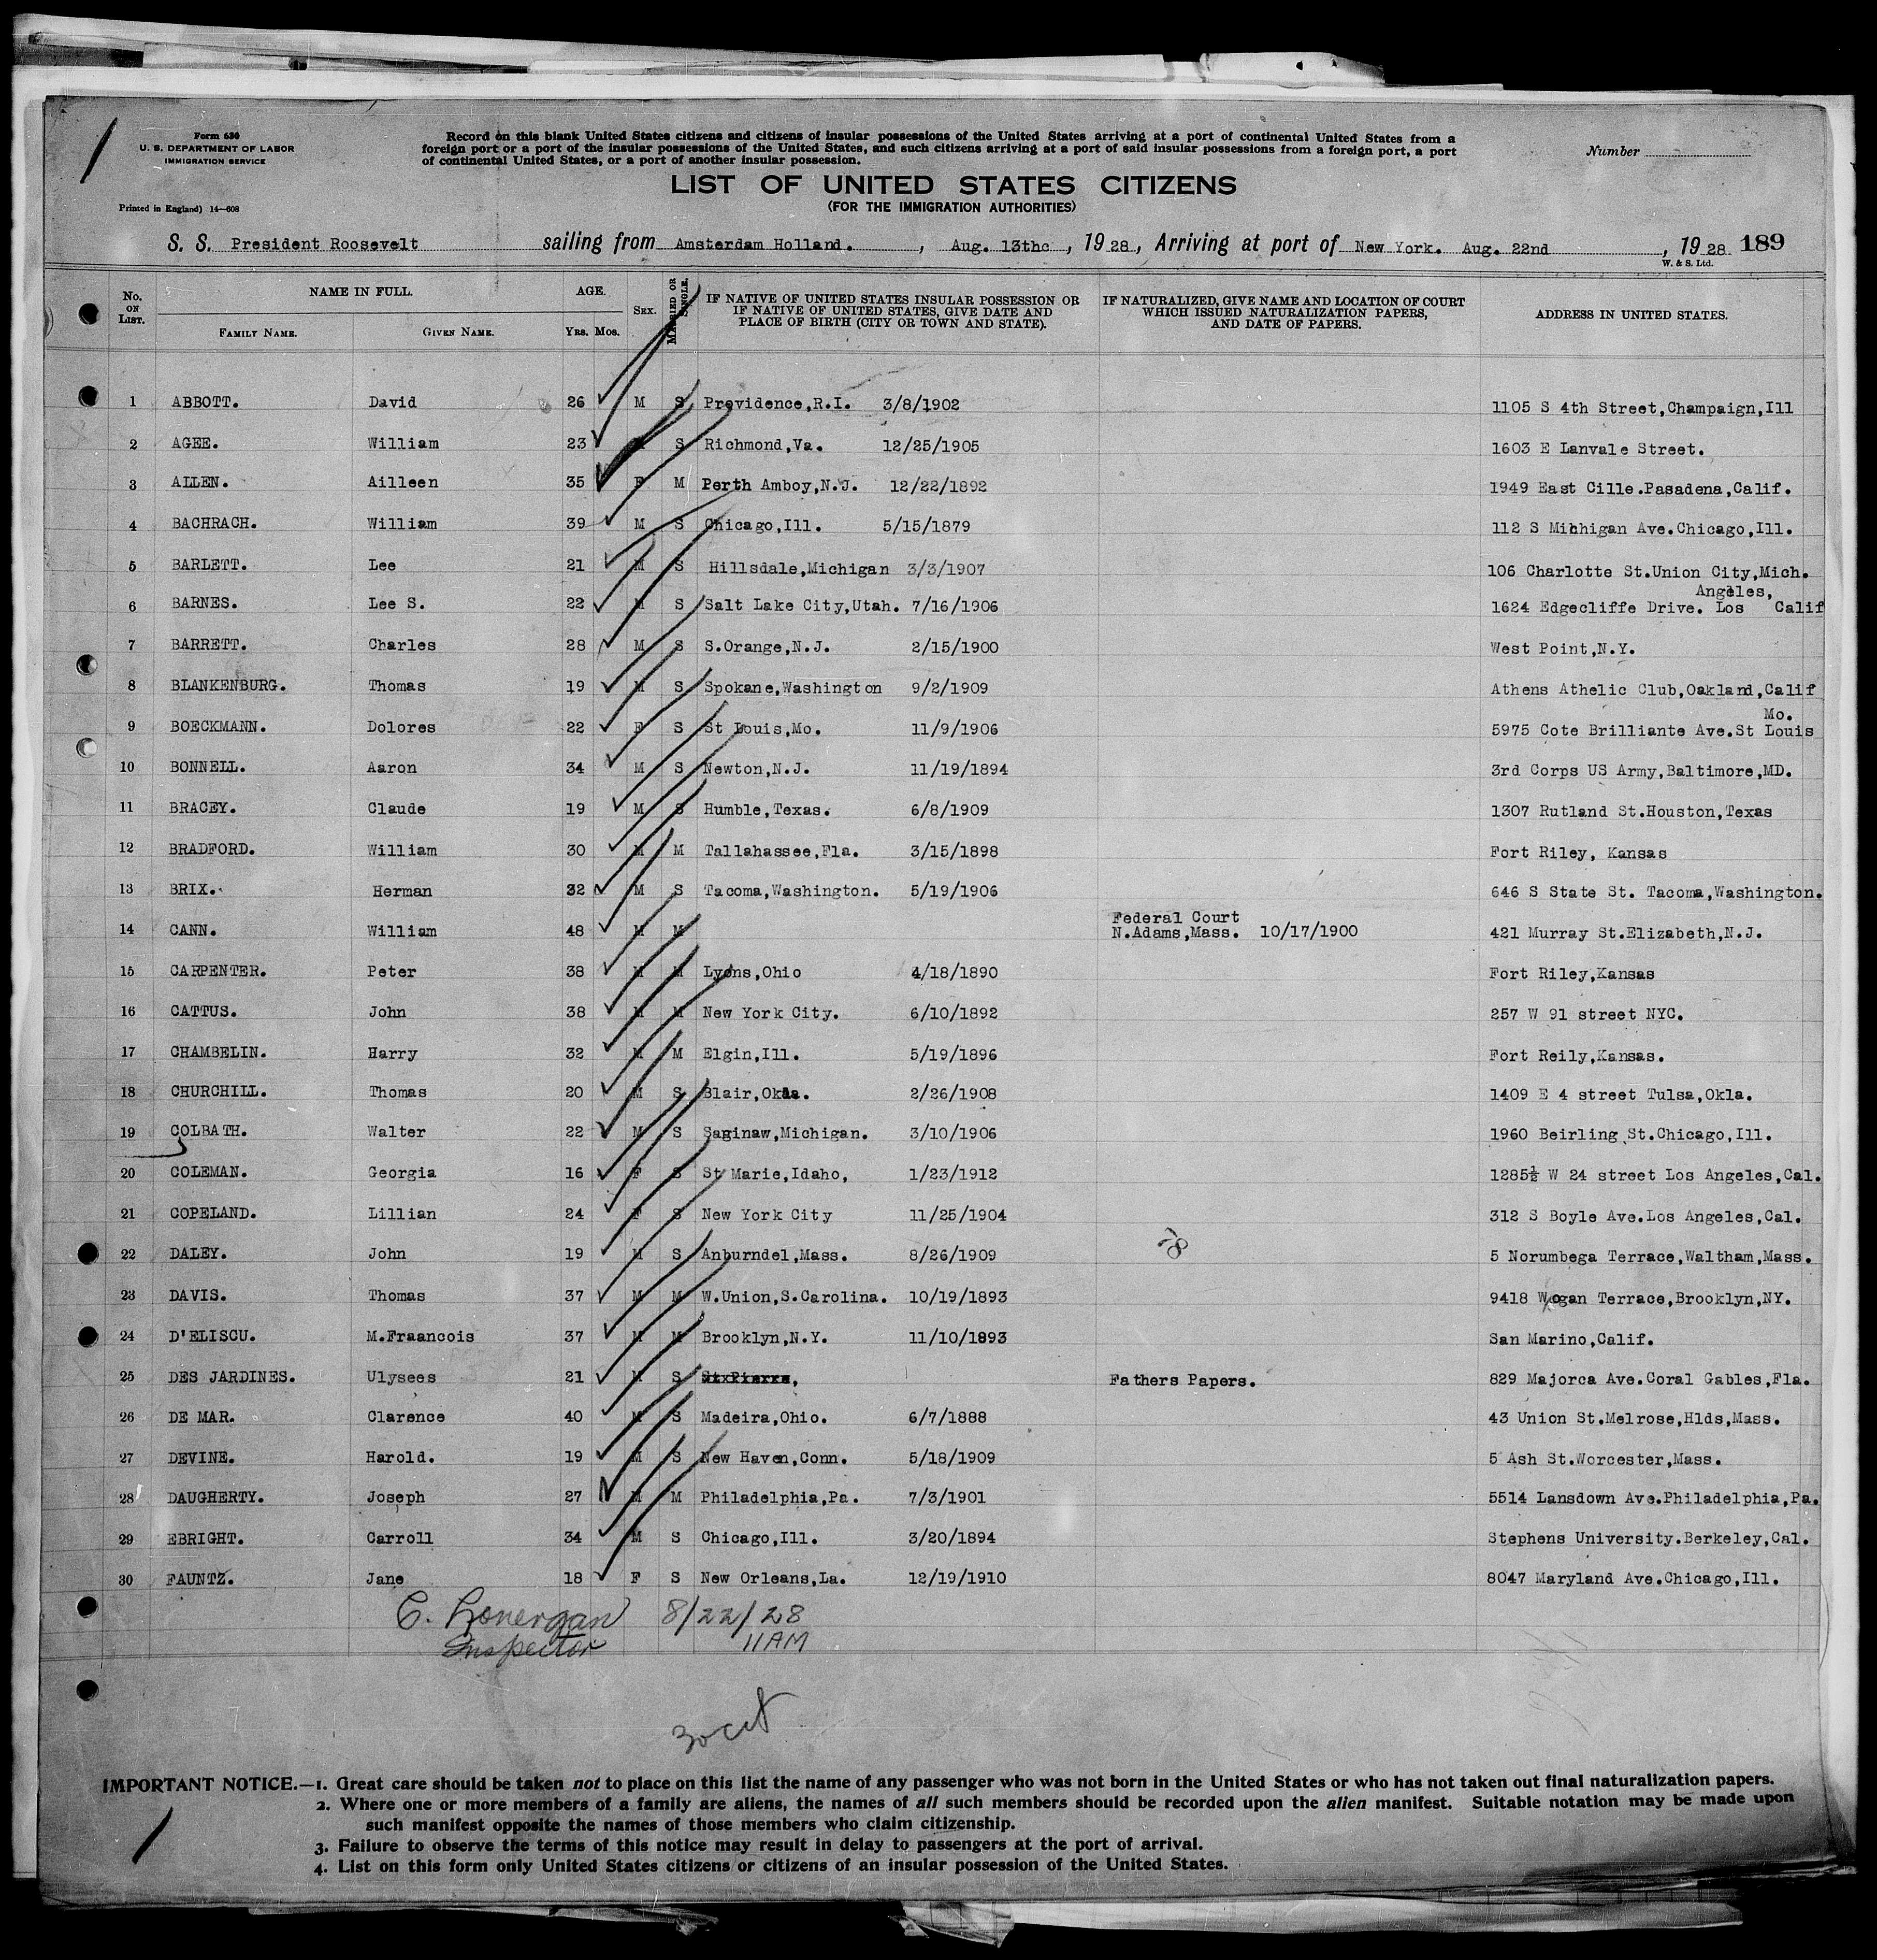 Form 630
U. S. DEPARTMENT OF LABOR
IMMIGRATION SERVICE
Printed in England) 14—608
Record on this blank United States citizens and citizens of insular possessions of the United States arriving at a port of continental United States from a
foreign port or a port of the insular possessions of the United States, and such citizens arriving at a port of said insular possessions from a foreign port, a port
of continental United States, or a port of another insular possession.
Number
LIST OF UNITED STATES CITIZENS
(FOR THE IMMIGRATION AUTHORITIES)
S. S. President Roosevelt sailing from Amsterdam Holland. , Aug. 13thc , 19 28 , Arriving at port of New York. Aug. 22nd , 19 28 189
W. & S. Ltd.
No. ON LIST. NAME IN FULL. FAMILY NAME. GIVEN NAME. AGE. YRS. MOS. SEX. MARRIED OR SINGLE. IF NATIVE OF UNITED STATES INSULAR POSSESSION OR IF NATIVE OF UNITED STATES, GIVE DATE AND PLACE OF BIRTH (CITY OR TOWN AND STATE). IF NATURALIZED, GIVE NAME AND LOCATION OF COURT WHICH ISSUED NATURALIZATION PAPERS, AND DATE OF PAPERS. ADDRESS IN UNITED STATES.
1 ABBOTT. David 26 M S Previdence,R.I. 3/8/1902 1105 S 4th Street,Champaign,Ill
2 AGEE. William 23 M S Richmond,Va. 12/25/1905 1603 E Lanvale Street.
3 ALLEN. Ailleen 35 F M Perth Amboy,N.J. 12/22/1892 1949 East Cille.Pasadena,Calif.
4 BACHRACH. William 39 M S Chicago,Ill. 5/15/1879 112 S Mihhigan Ave.Chicago,Ill.
5 BARLETT. Lee 21 M S Hillsdale,Michigan 3/3/1907 106 Charlotte St.Union City,Mich.
6 BARNES. Lee S. 22 M S Salt Lake City,Utah. 7/16/1906 1624 Edgecliffe Drive. Los Angeles, Calif
7 BARRETT. Charles 28 M S S.Orange,N.J. 2/15/1900 West Point,N.Y.
8 BLANKENBURG. Thomas 19 M S Spokane,Washington 9/2/1909 Athens Athelic Club,Oakland,Calif
9 BOECKMANN. Dolores 22 F S St Louis,Mo. 11/9/1906 5975 Cote Brilliante Ave.St Louis Mo.
10 BONNELL. Aaron 34 M S Newton,N.J. 11/19/1894 3rd Corps US Army,Baltimore,MD.
11 BRACEY. Claude 19 M S Humble,Texas. 6/8/1909 1307 Rutland St.Houston,Texas
12 BRADFORD. William 30 M M Tallahassee,Fla. 3/15/1898 Fort Riley, Kansas
13 BRIX. Herman 32 M S Tacoma,Washington. 5/19/1906 646 S State St. Tacoma,Washington.
14 CANN. William 48 M M Federal Court N.Adams,Mass. 10/17/1900 421 Murray St.Elizabeth,N.J.
15 CARPENTER. Peter 38 M M Lyons,Ohio 4/18/1890 Fort Riley,Kansas
16 CATTUS. John 38 M M New York City. 6/10/1892 257 W 91 street NYC.
17 CHAMBELIN. Harry 32 M M Elgin,Ill. 5/19/1896 Fort Reily,Kansas.
18 CHURCHILL. Thomas 20 M S Blair,Okla. 2/26/1908 1409 E 4 street Tulsa,Okla.
19 COLBATH. Walter 22 M S Saginaw,Michigan. 3/10/1906 1960 Beirling St.Chicago,Ill.
20 COLEMAN. Georgia 16 F S St Marie,Idaho, 1/23/1912 1285½ W 24 street Los Angeles,Cal.
21 COPELAND. Lillian 24 F S New York City 11/25/1904 312 S Boyle Ave.Los Angeles,Cal.
22 DALEY. John 19 M S Anburndel,Mass. 8/26/1909 5 Norumbega Terrace,Waltham,Mass.
23 DAVIS. Thomas 37 M M W.Union,S.Carolina. 10/19/1893 9418 Wogan Terrace,Brooklyn,NY.
24 D'ELISCU. M.Fraancois 37 M M Brooklyn,N.Y. 11/10/1893 San Marino,Calif.
25 DES JARDINES. Ulysees 21 M S Fathers Papers. 829 Majorca Ave.Coral Gables,Fla.
26 DE MAR. Clarence 40 M S Madeira,Ohio. 6/7/1888 43 Union St.Melrose,Hlds,Mass.
27 DEVINE. Harold. 19 M S New Haven,Conn. 5/18/1909 5 Ash St.Worcester,Mass.
28 DAUGHERTY. Joseph 27 M M Philadelphia,Pa. 7/3/1901 5514 Lansdown Ave.Philadelphia,Pa.
29 EBRIGHT. Carroll 34 M S Chicago,Ill. 3/20/1894 Stephens University.Berkeley,Cal.
30 FAUNTZ. Jane 18 F S New Orleans,La. 12/19/1910 8047 Maryland Ave.Chicago,Ill.
C. Lonergan 8/22/28
Inspector 11AM
30 cit
IMPORTANT NOTICE.—1. Great care should be taken not to place on this list the name of any passenger who was not born in the United States or who has not taken out final naturalization papers.
2. Where one or more members of a family are aliens, the names of all such members should be recorded upon the alien manifest. Suitable notation may be made upon
such manifest opposite the names of those members who claim citizenship.
3. Failure to observe the terms of this notice may result in delay to passengers at the port of arrival.
4. List on this form only United States citizens or citizens of an insular possession of the United States.